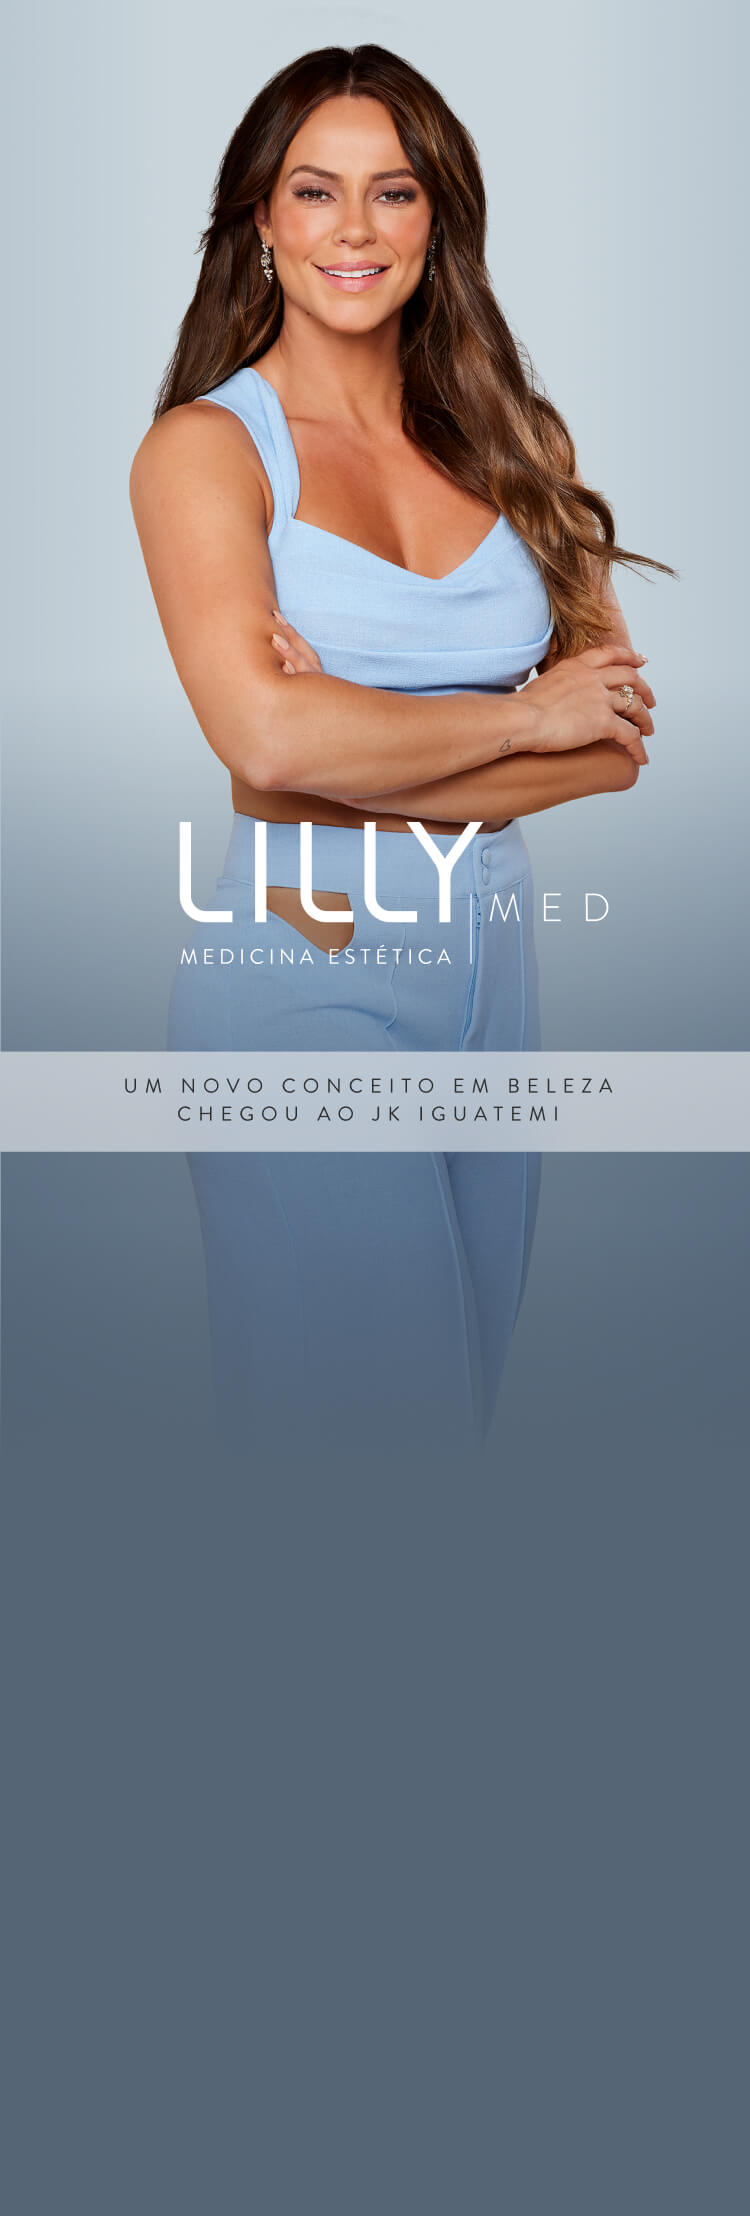 LILLY MED
MEDICINA ESTÉTICA
UM NOVO CONCEITO EM BELEZA
CHEGOU AO JK IGUATEMI